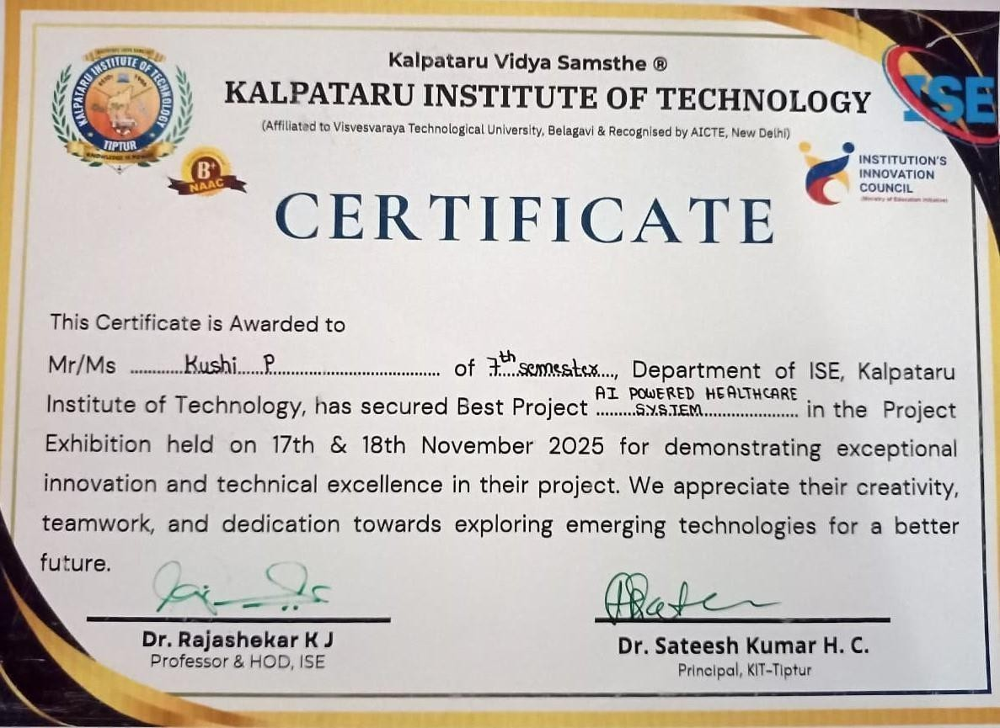 Kalpataru Vidya Samsthe ®
KALPATARU INSTITUTE OF TECHNOLOGY
(Affiliated to Visvesvaraya Technological University, Belagavi & Recognised by AICTE, New Delhi)
KALPATARU INSTITUTE OF TECHNOLOGY
TIPTUR
KNOWLEDGE IS POWER
B+
NAAC
ISE
INSTITUTION'S
INNOVATION
COUNCIL
(Ministry of Education Initiative)
CERTIFICATE
This Certificate is Awarded to
Mr/Ms ............Kushi.....P................................... of 7th semester...., Department of ISE, Kalpataru
Institute of Technology, has secured Best Project AI POWERED HEALTHCARE
.........SYSTEM..................... in the Project
Exhibition held on 17th & 18th November 2025 for demonstrating exceptional
innovation and technical excellence in their project. We appreciate their creativity,
teamwork, and dedication towards exploring emerging technologies for a better
future.
Dr. Rajashekar K J
Professor & HOD, ISE
Dr. Sateesh Kumar H. C.
Principal, KIT-Tiptur